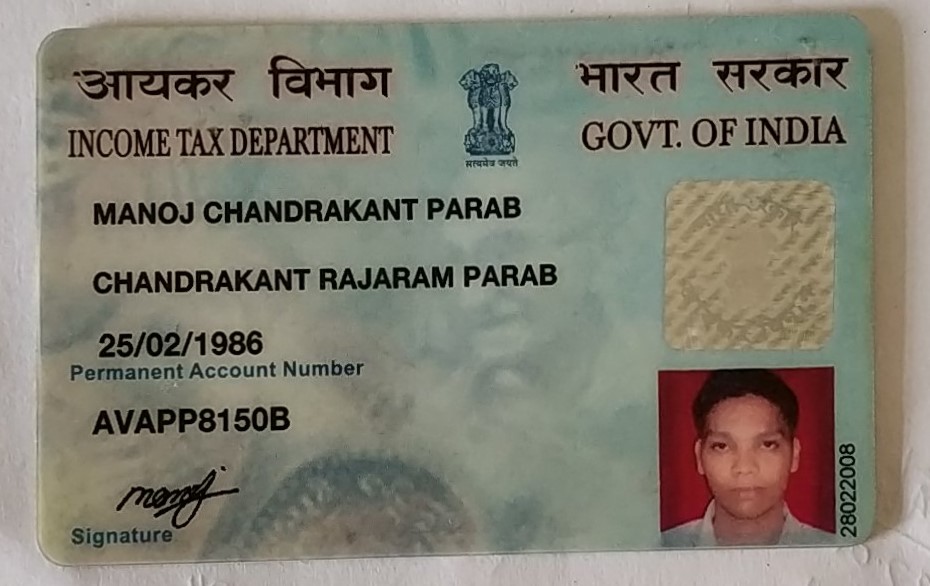 आयकर विभाग
भारत सरकार
INCOME TAX DEPARTMENT
GOVT. OF INDIA
सत्यमेव जयते
MANOJ CHANDRAKANT PARAB
CHANDRAKANT RAJARAM PARAB
25/02/1986
Permanent Account Number
AVAPP8150B
manoj
Signature
28022008